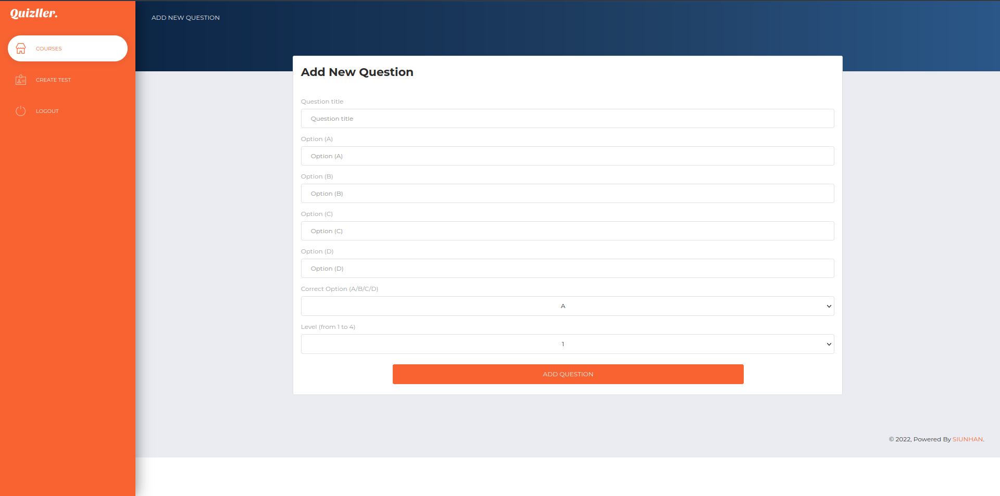 Quizller.
COURSES
CREATE TEST
LOGOUT
ADD NEW QUESTION
Add New Question
Question title
Question title
Option (A)
Option (A)
Option (B)
Option (B)
Option (C)
Option (C)
Option (D)
Option (D)
Correct Option (A/B/C/D)
A
Level (from 1 to 4)
1
ADD QUESTION
© 2022, Powered By SIUNHAN.